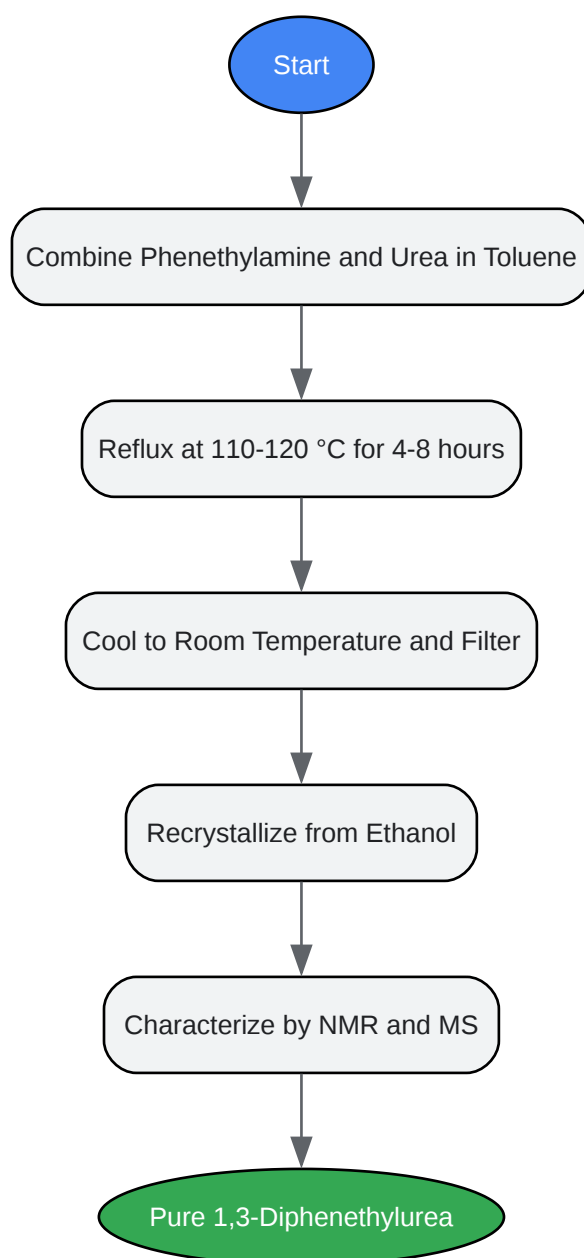 Start
Combine Phenethylamine and Urea in Toluene
Reflux at 110-120 °C for 4-8 hours
Cool to Room Temperature and Filter
Recrystallize from Ethanol
Characterize by NMR and MS
Pure 1,3-Diphenethylurea